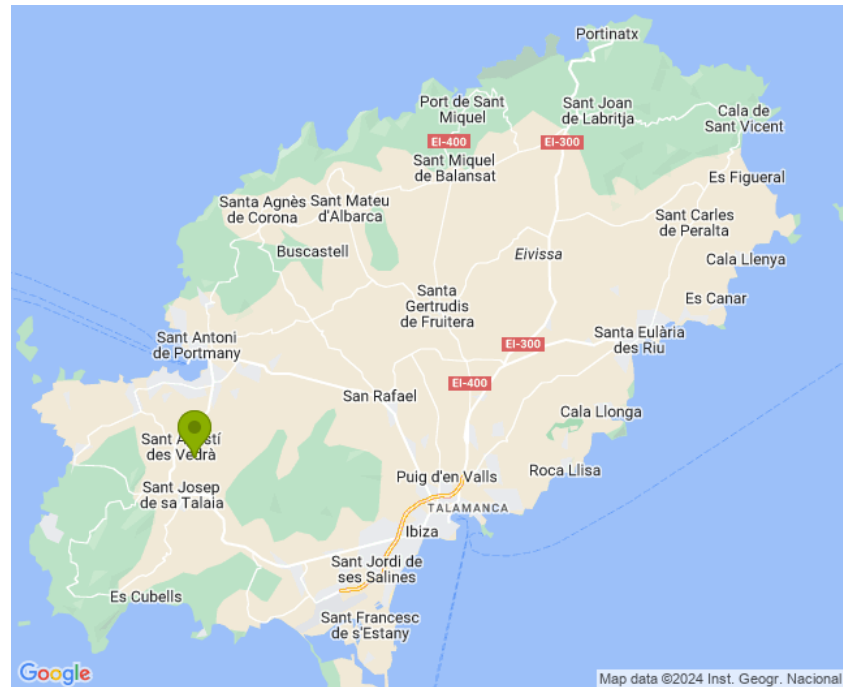 Portinatx
Port de Sant
Miquel
Sant Joan
de Labritja
Cala de
Sant Vicent
EI-400
EI-300
Sant Miquel
de Balansat
Es Figueral
Santa Agnès
de Corona
Sant Mateu
d'Albarca
Sant Carles
de Peralta
Buscastell
Eivissa
Cala Llenya
Santa
Gertrudis
de Fruitera
Es Canar
Sant Antoni
de Portmany
Santa Eulària
des Riu
EI-300
EI-400
San Rafael
Cala Llonga
Sant
des Vedrà
Roca Llisa
Puig d'en Valls
Sant Josep
de sa Talaia
TALAMANCA
Ibiza
Sant Jordi de
ses Salines
Es Cubells
Sant Francesc
de s'Estany
Google
Map data ©2024 Inst. Geogr. Nacional